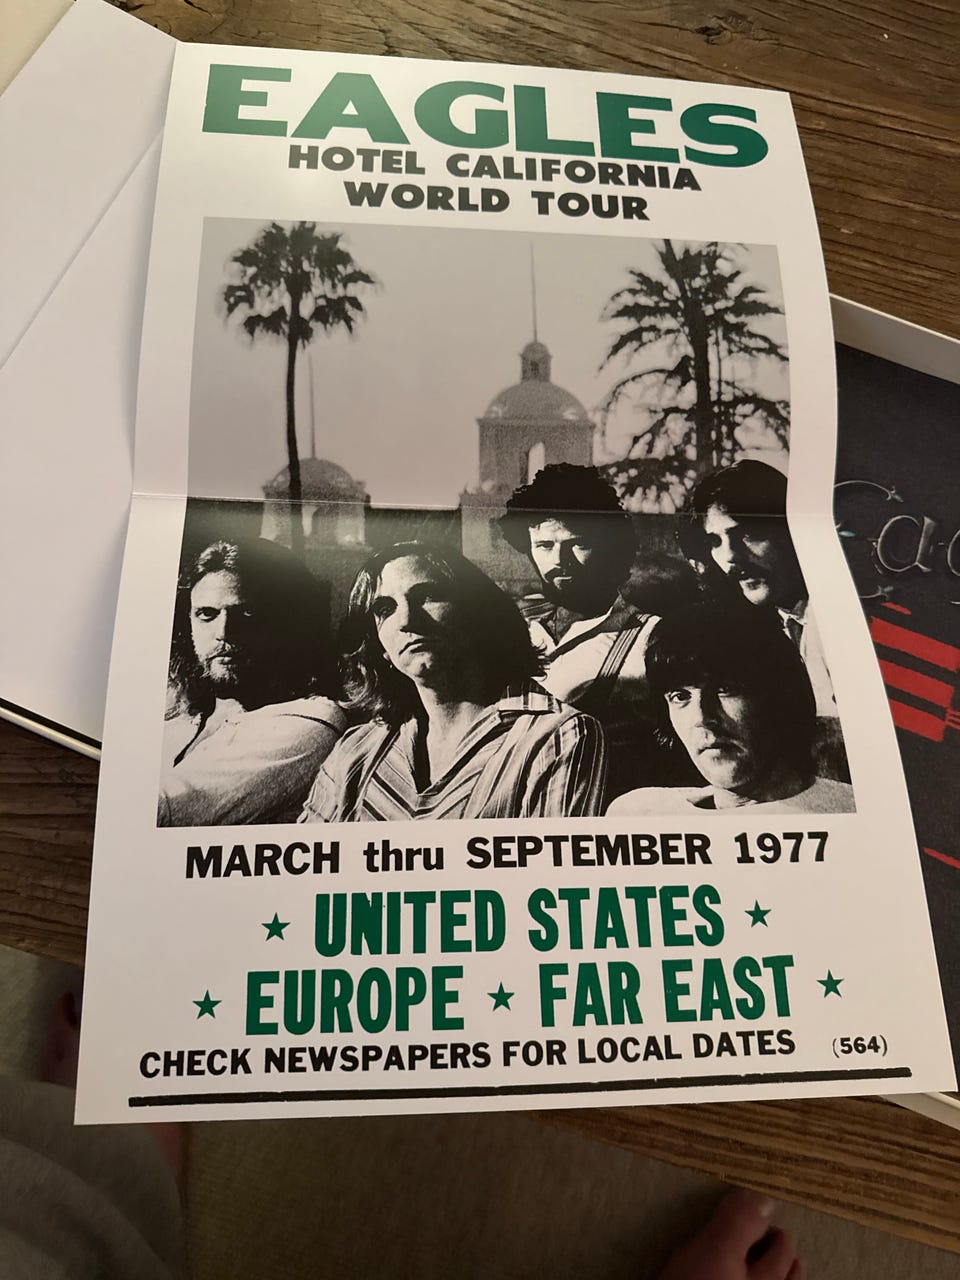 EAGLES
HOTEL CALIFORNIA
WORLD TOUR
MARCH thru SEPTEMBER 1977
★ UNITED STATES ★
★ EUROPE ★ FAR EAST ★
CHECK NEWSPAPERS FOR LOCAL DATES (564)